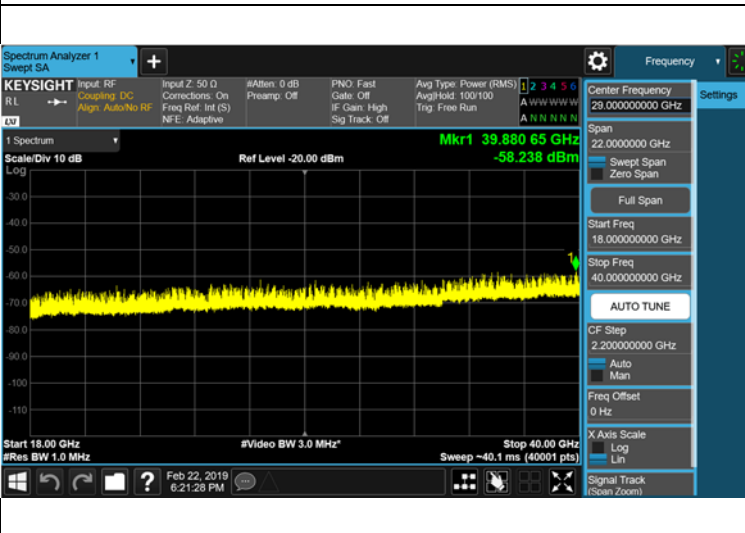 Spectrum Analyzer 1
Swept SA
Frequency
KEYSIGHT
Input: RF
Coupling: DC
Align: Auto/No RF
Input Z: 50 Ω
Corrections: On
Freq Ref: Int (S)
NFE: Adaptive
#Atten: 0 dB
Preamp: Off
PNO: Fast
Gate: Off
IF Gain: High
Sig Track: Off
Avg Type: Power (RMS)
Avg|Hold: 100/100
Trig: Free Run
1 2 3 4 5 6
A W W W W W
A N N N N N
R L
LXI
1 Spectrum
Scale/Div 10 dB
Ref Level -20.00 dBm
Mkr1 39.880 65 GHz
-58.238 dBm
Log
-30.0
-40.0
-50.0
-60.0
-70.0
-80.0
-90.0
-100
-110
1
Start 18.00 GHz
#Res BW 1.0 MHz
#Video BW 3.0 MHz*
Stop 40.00 GHz
Sweep ~40.1 ms (40001 pts)
Center Frequency
29.000000000 GHz
Settings
Span
22.0000000 GHz
Swept Span
Zero Span
Full Span
Start Freq
18.000000000 GHz
Stop Freq
40.000000000 GHz
AUTO TUNE
CF Step
2.200000000 GHz
Auto
Man
Freq Offset
0 Hz
X Axis Scale
Log
Lin
Signal Track
(Span Zoom)
Feb 22, 2019
6:21:28 PM